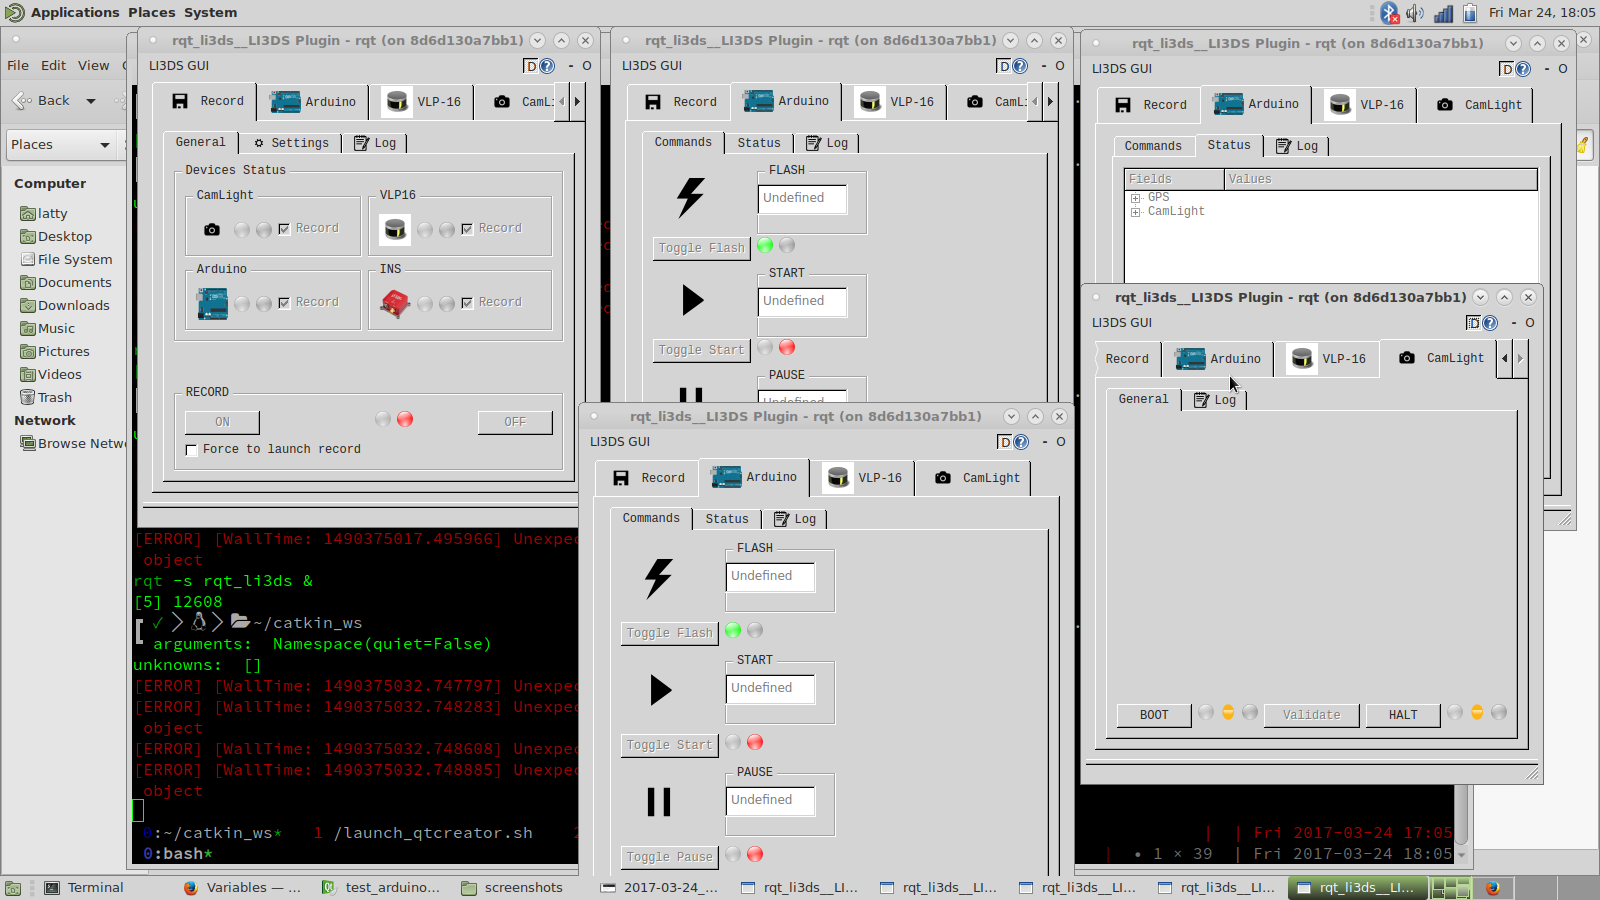 Applications Places System
Fri Mar 24, 18:05
File Edit View
Back
Places
Computer
latty
Desktop
File System
Documents
Downloads
Music
Pictures
Videos
Trash
Network
Browse Netw
rqt_li3ds__LI3DS Plugin - rqt (on 8d6d130a7bb1)
LI3DS GUI
D ? - O
Record Arduino VLP-16 CamLi
General Settings Log
Devices Status
CamLight
Record
VLP16
Record
Arduino
Record
INS
Record
RECORD
ON OFF
Force to launch record
rqt_li3ds__LI3DS Plugin - rqt (on 8d6d130a7bb1)
LI3DS GUI
D ? - O
Record Arduino VLP-16 CamL
Commands Status Log
FLASH
Undefined
Toggle Flash
START
Undefined
Toggle Start
PAUSE
Undefined
rqt_li3ds__LI3DS Plugin - rqt (on 8d6d130a7bb1)
LI3DS GUI
D ? - O
Record Arduino VLP-16 CamLight
Commands Status Log
Fields Values
GPS
CamLight
rqt_li3ds__LI3DS Plugin - rqt (on 8d6d130a7bb1)
LI3DS GUI
D ? - O
Record Arduino VLP-16 CamLight
General Log
BOOT Validate HALT
rqt_li3ds__LI3DS Plugin - rqt (on 8d6d130a7bb1)
LI3DS GUI
D ? - O
Record Arduino VLP-16 CamLight
Commands Status Log
FLASH
Undefined
Toggle Flash
START
Undefined
Toggle Start
PAUSE
Undefined
Toggle Pause
[ERROR] [WallTime: 1490375017.495966] Unexpec
object
rqt -s rqt_li3ds &
[5] 12608
~/catkin_ws
arguments: Namespace(quiet=False)
unknowns: []
[ERROR] [WallTime: 1490375032.747797] Unexpec
[ERROR] [WallTime: 1490375032.748283] Unexpec
object
[ERROR] [WallTime: 1490375032.748608] Unexpec
[ERROR] [WallTime: 1490375032.748885] Unexpec
object
0:~/catkin_ws* 1 /launch_qtcreator.sh 2
| | Fri 2017-03-24 17:05
0:bash*
| • 1 × 39 | Fri 2017-03-24 18:05
Terminal Variables — ... test_arduino... screenshots 2017-03-24_... rqt_li3ds__LI... rqt_li3ds__LI... rqt_li3ds__LI... rqt_li3ds__LI... rqt_li3ds__LI...